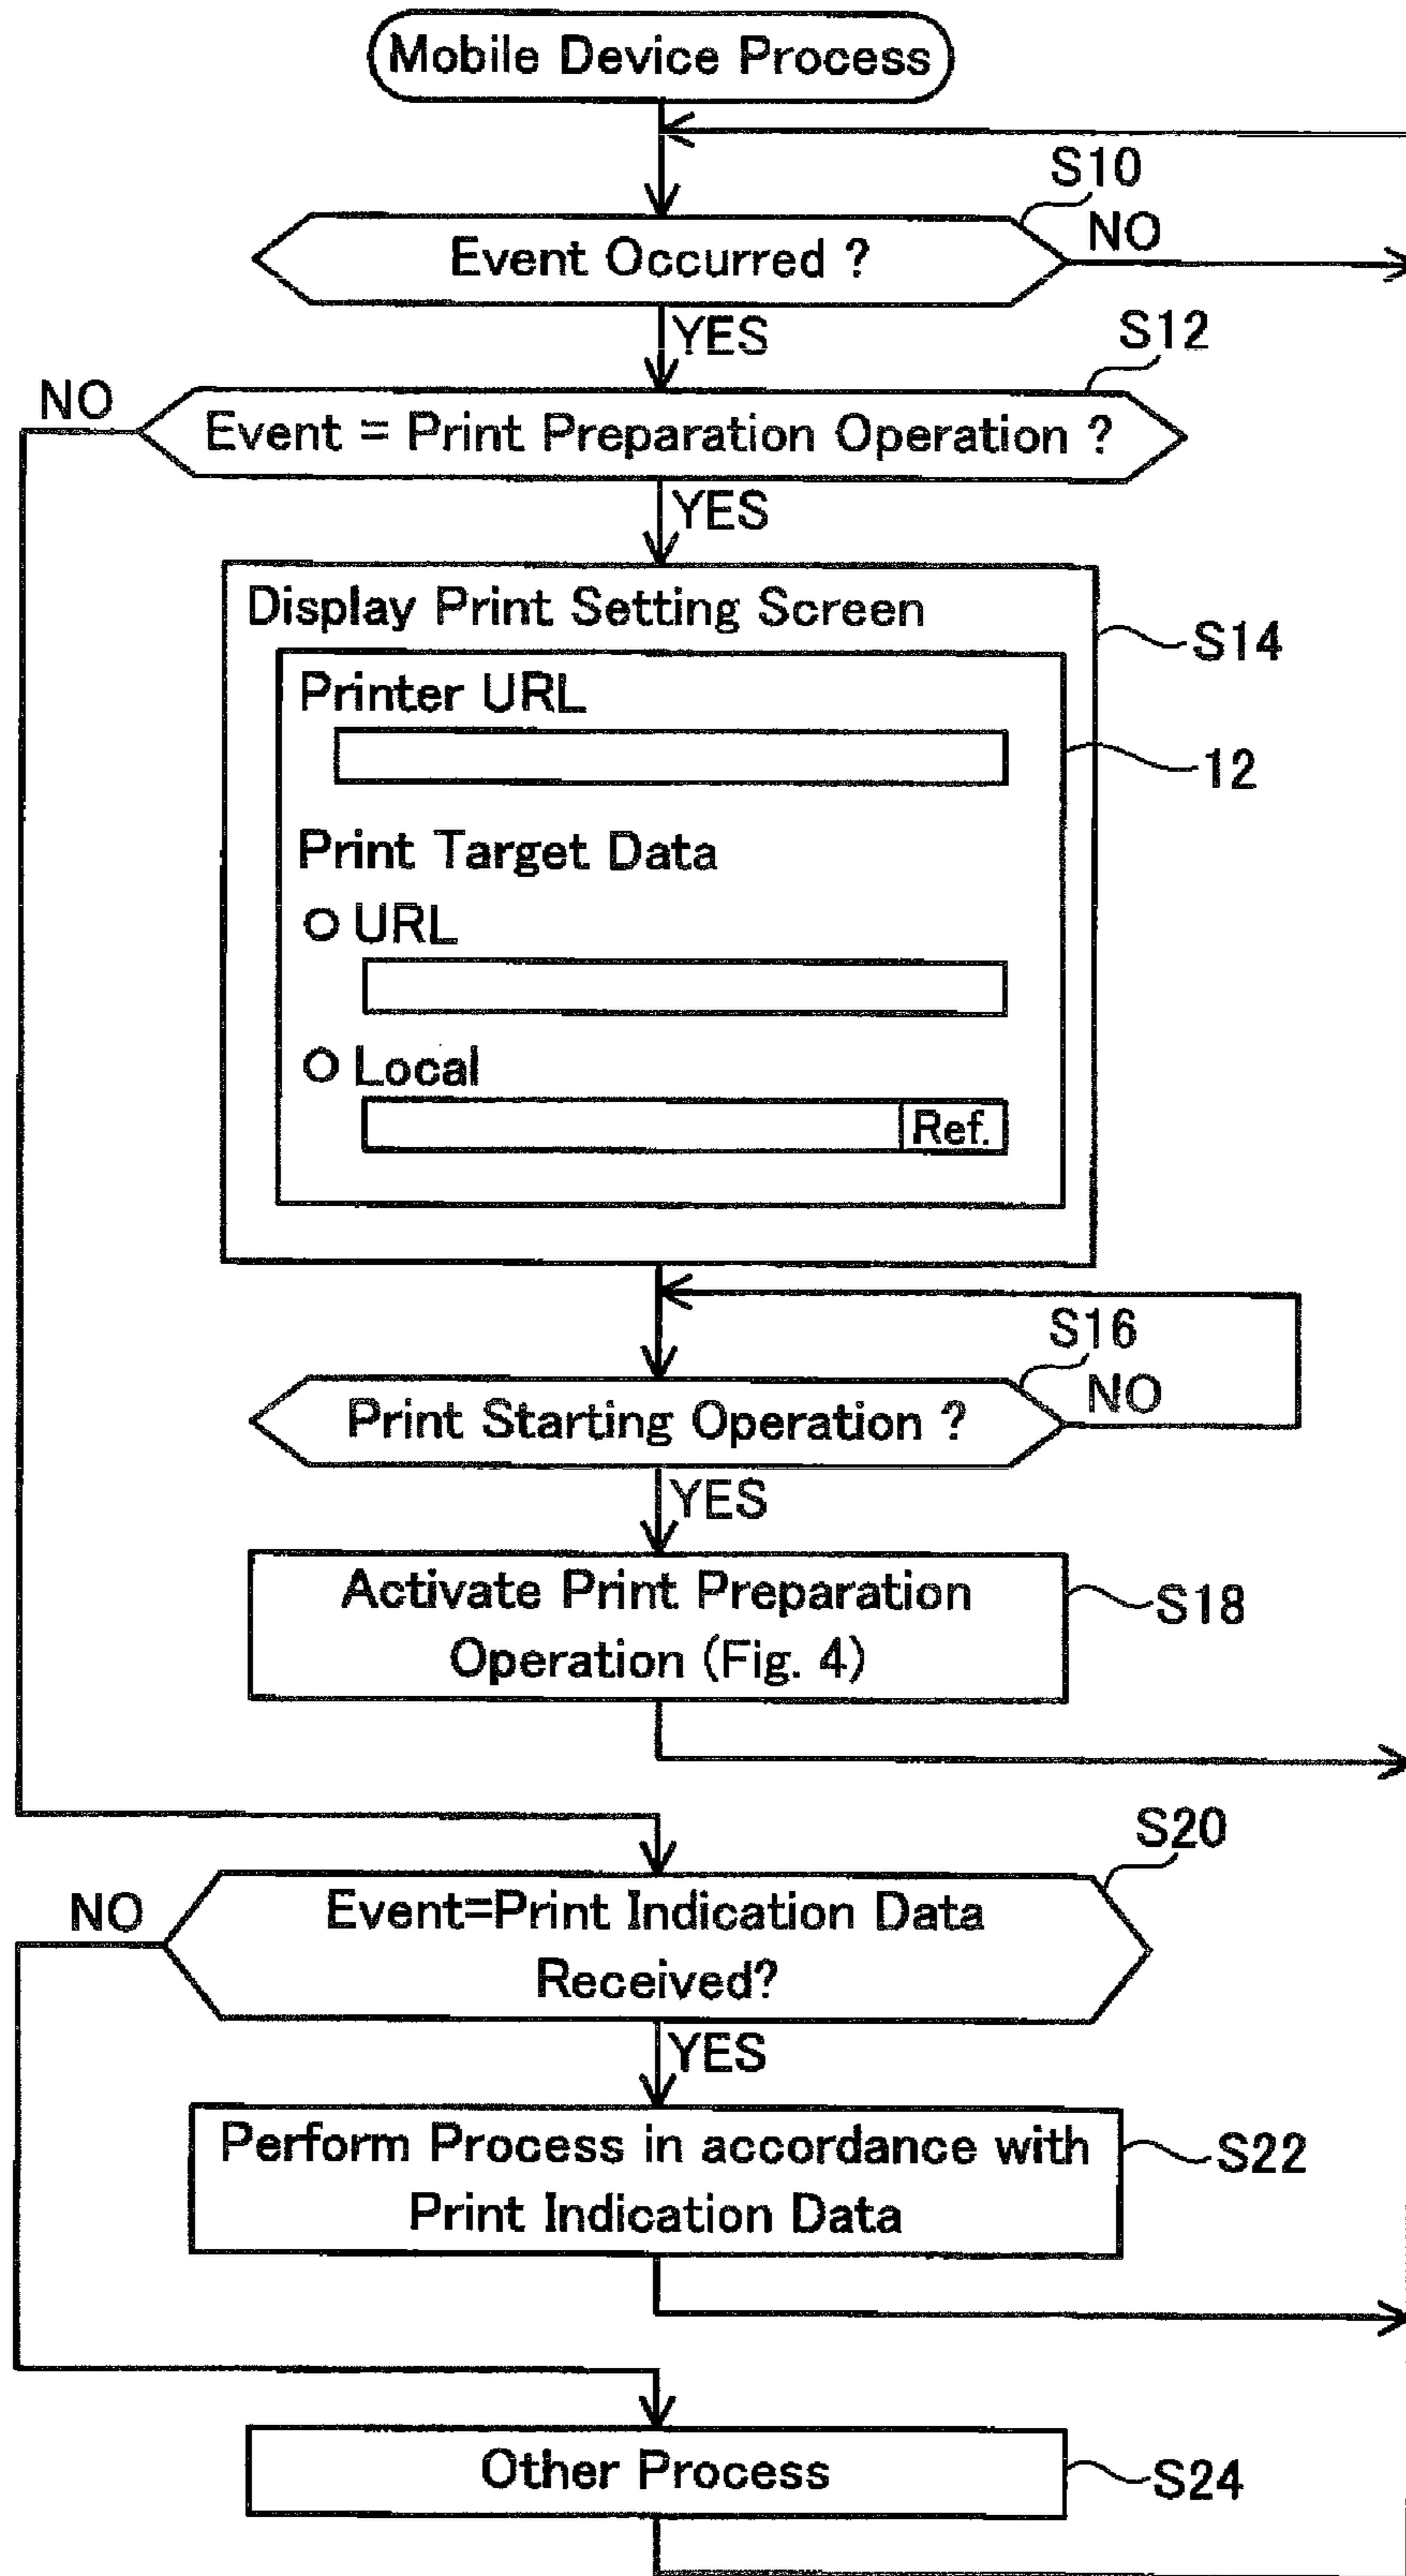 Mobile Device Process
S10
Event Occurred ?
NO
YES
S12
NO
Event = Print Preparation Operation ?
YES
Display Print Setting Screen
S14
Printer URL
12
Print Target Data
URL
Local
Ref.
S16
Print Starting Operation ?
NO
YES
Activate Print Preparation
Operation (Fig. 4)
S18
S20
NO
Event=Print Indication Data
Received?
YES
Perform Process in accordance with
Print Indication Data
S22
Other Process
S24